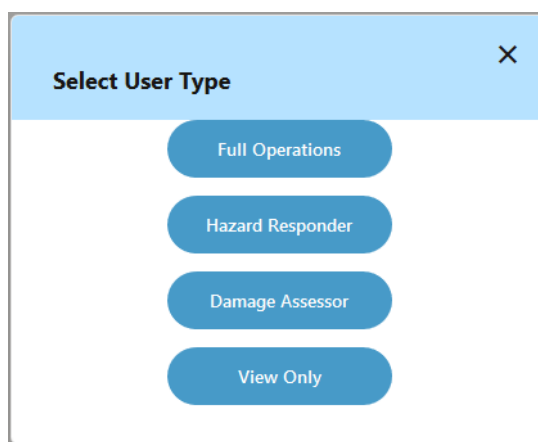 Select User Type
Full Operations
Hazard Responder
Damage Assessor
View Only